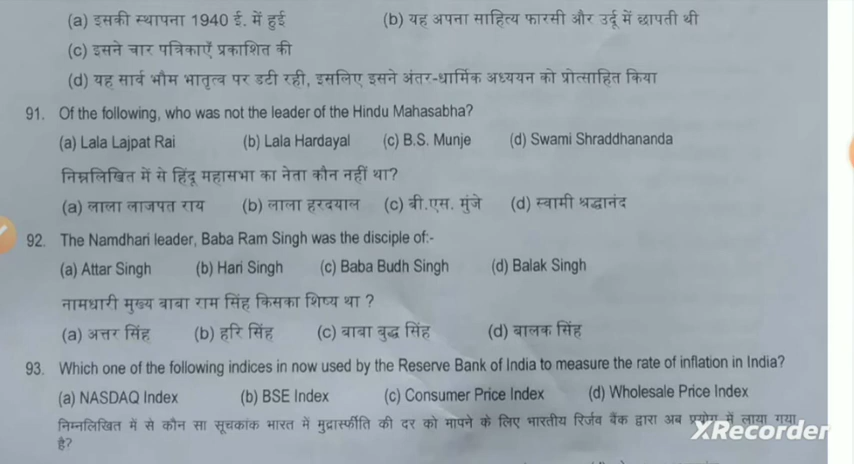 (a) इसकी स्थापना 1940 ई. में हुई (b) यह अपना साहित्य फारसी और उर्दू में छापती थी
(c) इसने चार पत्रिकाएँ प्रकाशित की
(d) यह सार्व भौम भातृत्व पर डटी रही, इसलिए इसने अंतर-धार्मिक अध्ययन को प्रोत्साहित किया
91. Of the following, who was not the leader of the Hindu Mahasabha?
(a) Lala Lajpat Rai (b) Lala Hardayal (c) B.S. Munje (d) Swami Shraddhananda
निम्नलिखित में से हिंदू महासभा का नेता कौन नहीं था?
(a) लाला लाजपत राय (b) लाला हरदयाल (c) बी.एस. मुंजे (d) स्वामी श्रद्धानंद
92. The Namdhari leader, Baba Ram Singh was the disciple of:-
(a) Attar Singh (b) Hari Singh (c) Baba Budh Singh (d) Balak Singh
नामधारी मुख्य बाबा राम सिंह किसका शिष्य था ?
(a) अत्तर सिंह (b) हरि सिंह (c) बाबा बुद्ध सिंह (d) बालक सिंह
93. Which one of the following indices in now used by the Reserve Bank of India to measure the rate of inflation in India?
(a) NASDAQ Index (b) BSE Index (c) Consumer Price Index (d) Wholesale Price Index
निम्नलिखित में से कौन सा सूचकांक भारत में मुद्रास्फीति की दर को मापने के लिए भारतीय रिर्जव बैंक द्वारा अब प्रयोग में लाया गया
है?
XRecorder